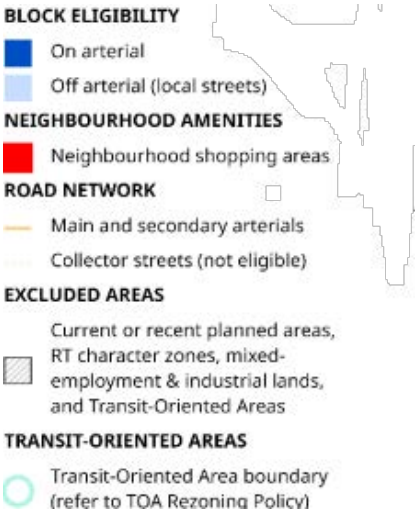 BLOCK ELIGIBILITY
On arterial
Off arterial (local streets)
NEIGHBOURHOOD AMENITIES
Neighbourhood shopping areas
ROAD NETWORK
Main and secondary arterials
Collector streets (not eligible)
EXCLUDED AREAS
Current or recent planned areas,
RT character zones, mixed-
employment & industrial lands,
and Transit-Oriented Areas
TRANSIT-ORIENTED AREAS
Transit-Oriented Area boundary
(refer to TOA Rezoning Policy)